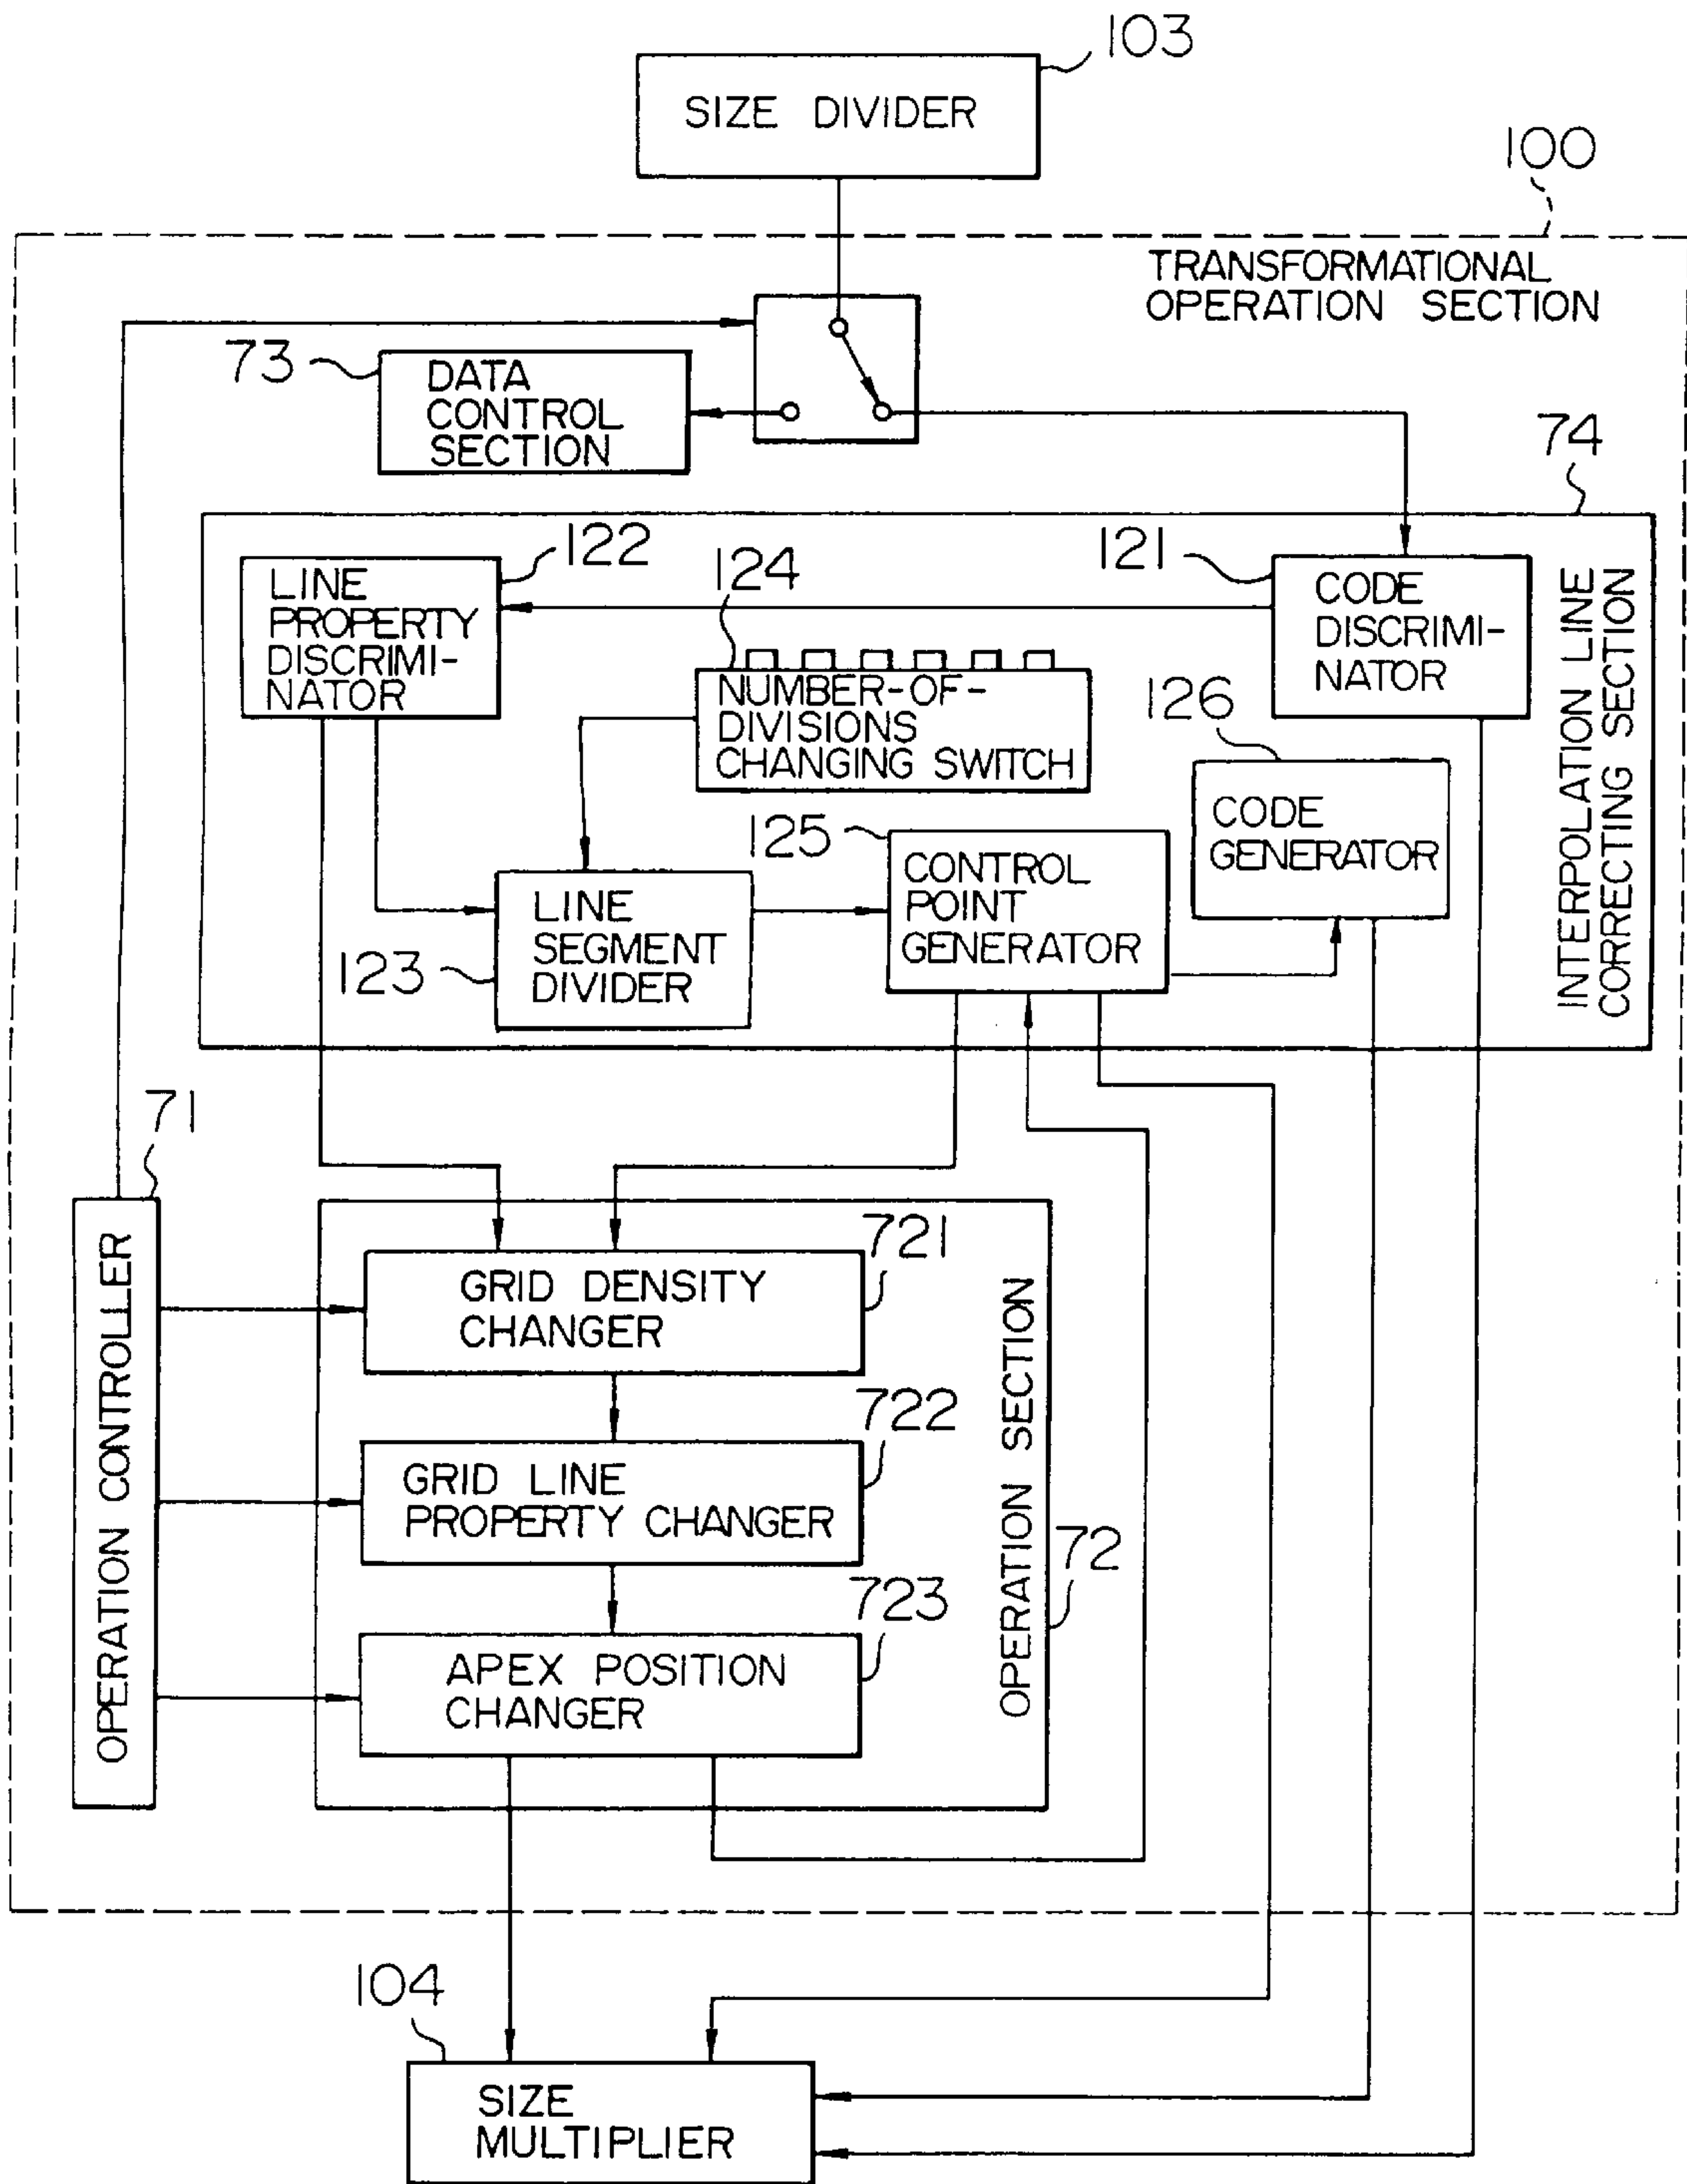 103
SIZE DIVIDER
100
TRANSFORMATIONAL
OPERATION SECTION
73
DATA
CONTROL
SECTION
74
INTERPOLATION LINE
CORRECTING SECTION
122
LINE
PROPERTY
DISCRIMI-
NATOR
124
NUMBER-OF-
DIVISIONS
CHANGING SWITCH
121
CODE
DISCRIMI-
NATOR
126
CODE
GENERATOR
125
CONTROL
POINT
GENERATOR
123
LINE
SEGMENT
DIVIDER
71
OPERATION CONTROLLER
721
GRID DENSITY
CHANGER
722
GRID LINE
PROPERTY CHANGER
723
APEX POSITION
CHANGER
OPERATION SECTION
72
104
SIZE
MULTIPLIER